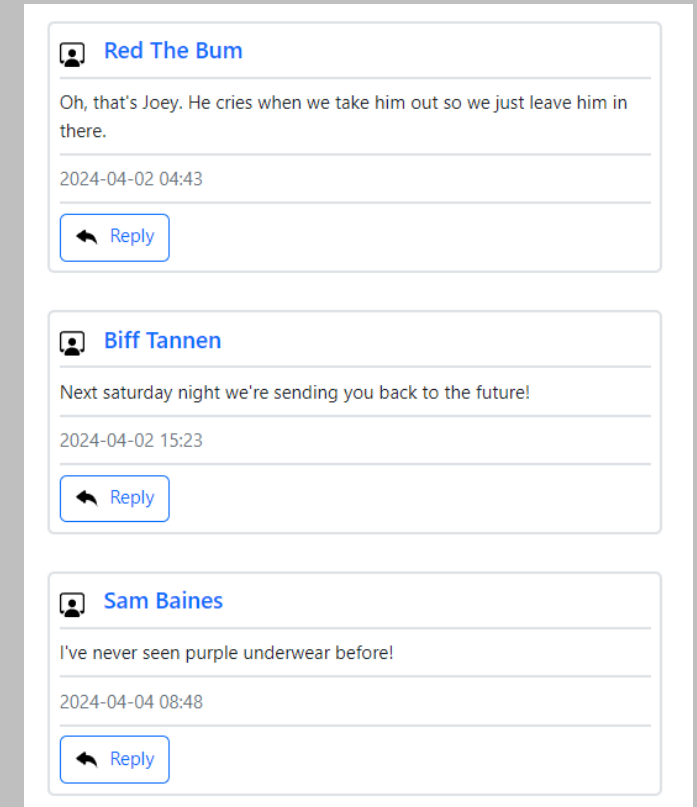 Red The Bum
Oh, that's Joey. He cries when we take him out so we just leave him in
there.
2024-04-02 04:43
Reply
Biff Tannen
Next saturday night we're sending you back to the future!
2024-04-02 15:23
Reply
Sam Baines
I've never seen purple underwear before!
2024-04-04 08:48
Reply